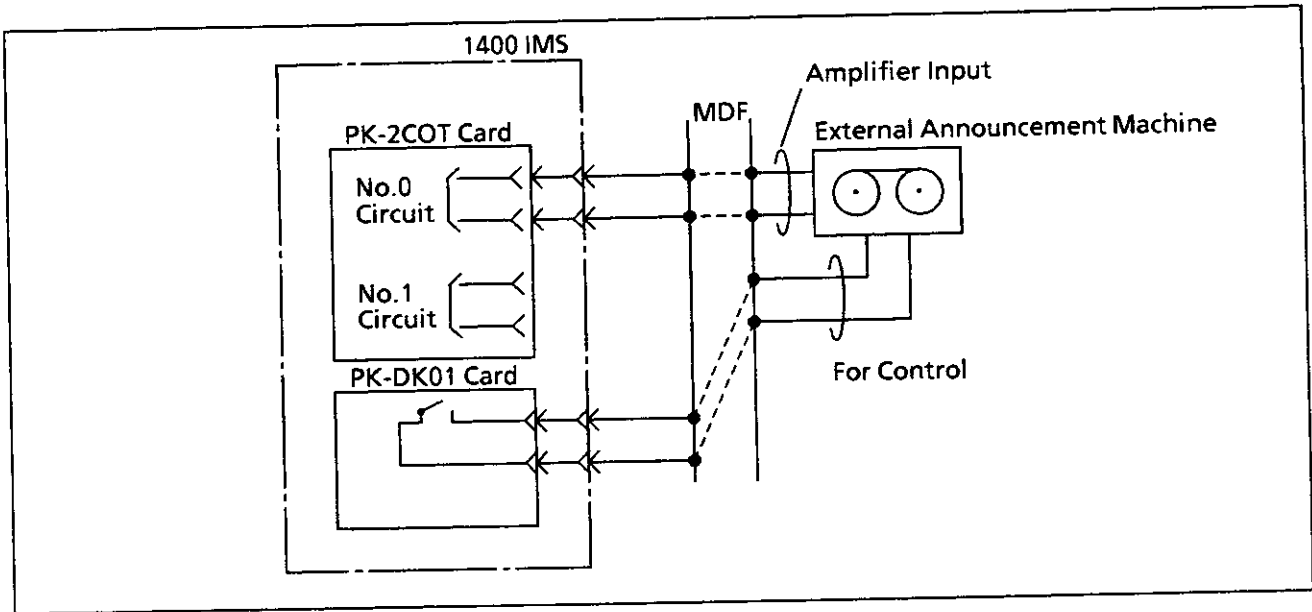 1400 IMS
Amplifier Input
MDF
External Announcement Machine
PK-2COT Card
No.0
Circuit
No.1
Circuit
For Control
PK-DK01 Card